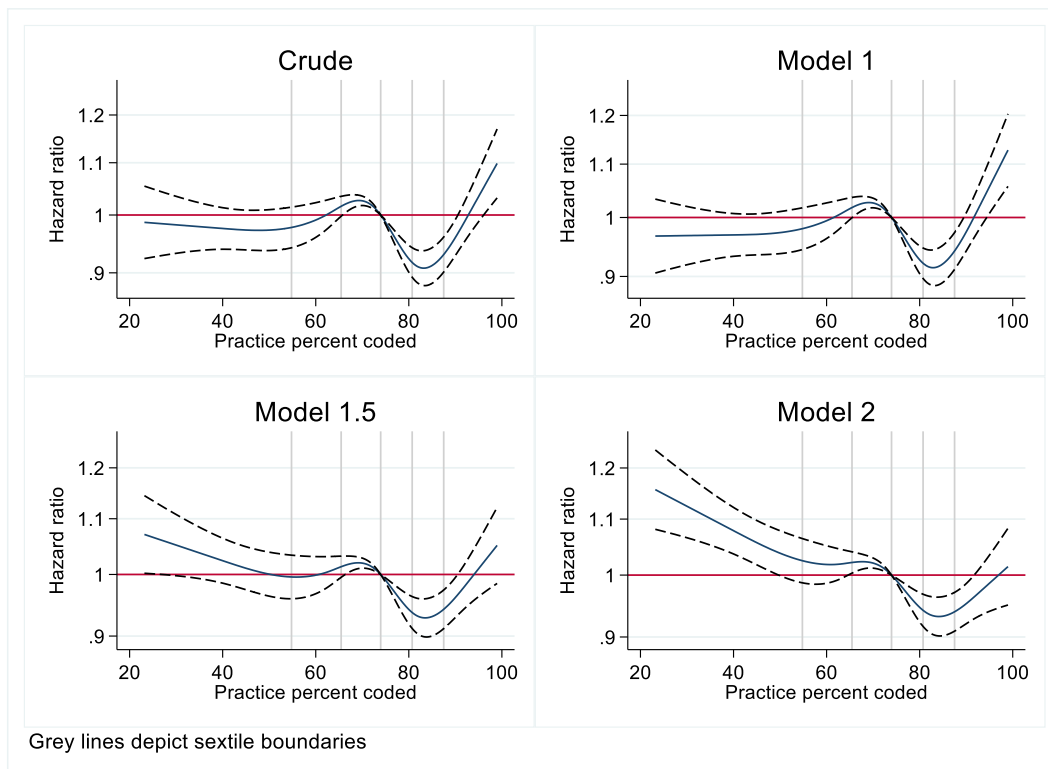 Crude
Hazard ratio
1.2
1.1
1
.9
20 40 60 80 100
Practice percent coded
Model 1
Hazard ratio
1.2
1.1
1
.9
20 40 60 80 100
Practice percent coded
Model 1.5
Hazard ratio
1.2
1.1
1
.9
20 40 60 80 100
Practice percent coded
Model 2
Hazard ratio
1.2
1.1
1
.9
20 40 60 80 100
Practice percent coded
Grey lines depict sextile boundaries